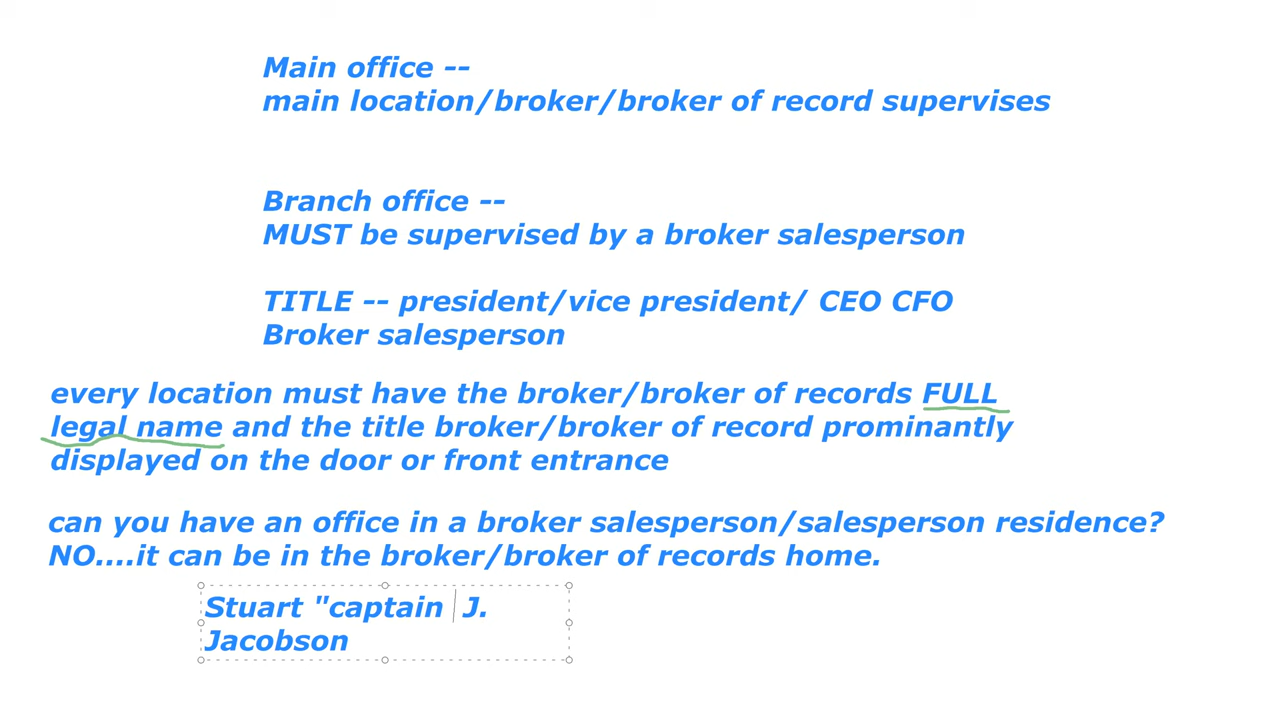 Main office --
main location/broker/broker of record supervises
Branch office --
MUST be supervised by a broker salesperson
TITLE -- president/vice president/ CEO CFO
Broker salesperson
every location must have the broker/broker of records FULL
legal name and the title broker/broker of record prominantly
displayed on the door or front entrance
can you have an office in a broker salesperson/salesperson residence?
NO....it can be in the broker/broker of records home.
Stuart "captain J.
Jacobson